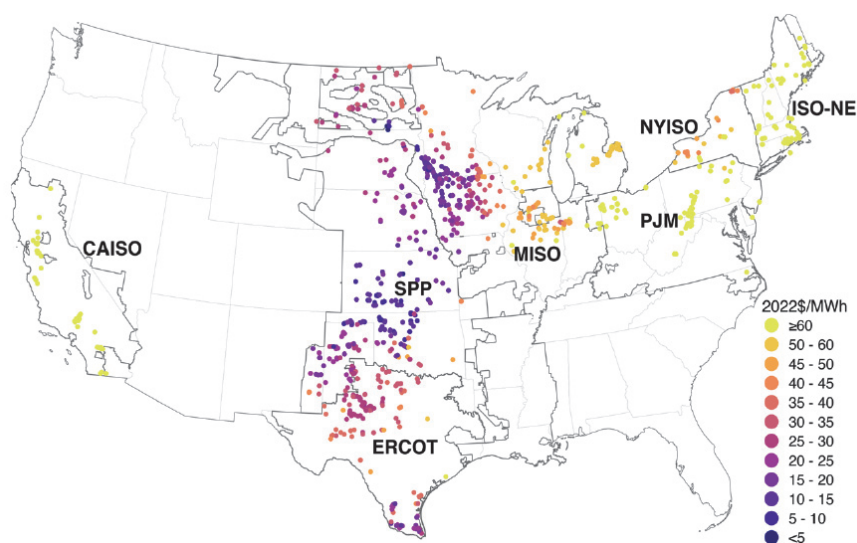 NYISO
ISO-NE
CAISO
PJM
MISO
SPP
ERCOT
2022$/MWh
≥60
50 - 60
45 - 50
40 - 45
35 - 40
30 - 35
25 - 30
20 - 25
15 - 20
10 - 15
5 - 10
<5